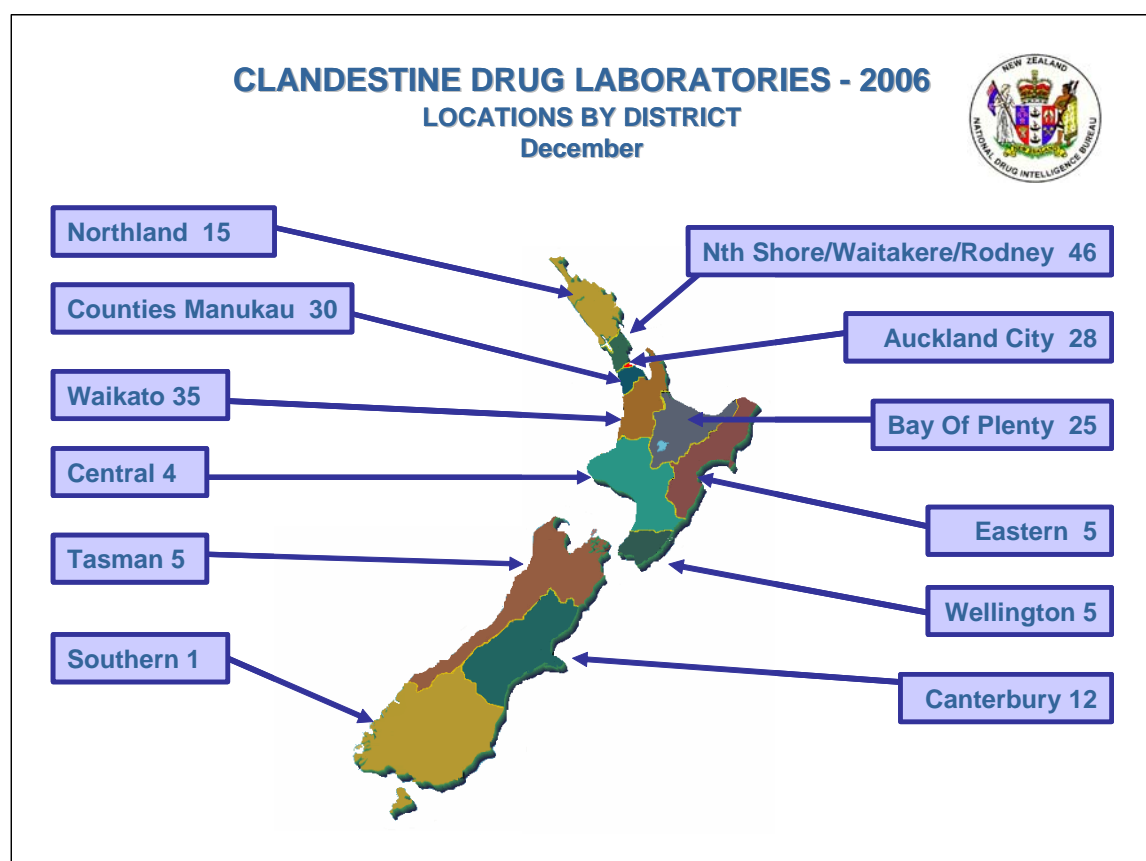 CLANDESTINE DRUG LABORATORIES - 2006
LOCATIONS BY DISTRICT
December
NEW ZEALAND
NATIONAL DRUG INTELLIGENCE BUREAU
NEW ZEALAND
Northland 15
Nth Shore/Waitakere/Rodney 46
Counties Manukau 30
Auckland City 28
Waikato 35
Bay Of Plenty 25
Central 4
Eastern 5
Tasman 5
Wellington 5
Southern 1
Canterbury 12